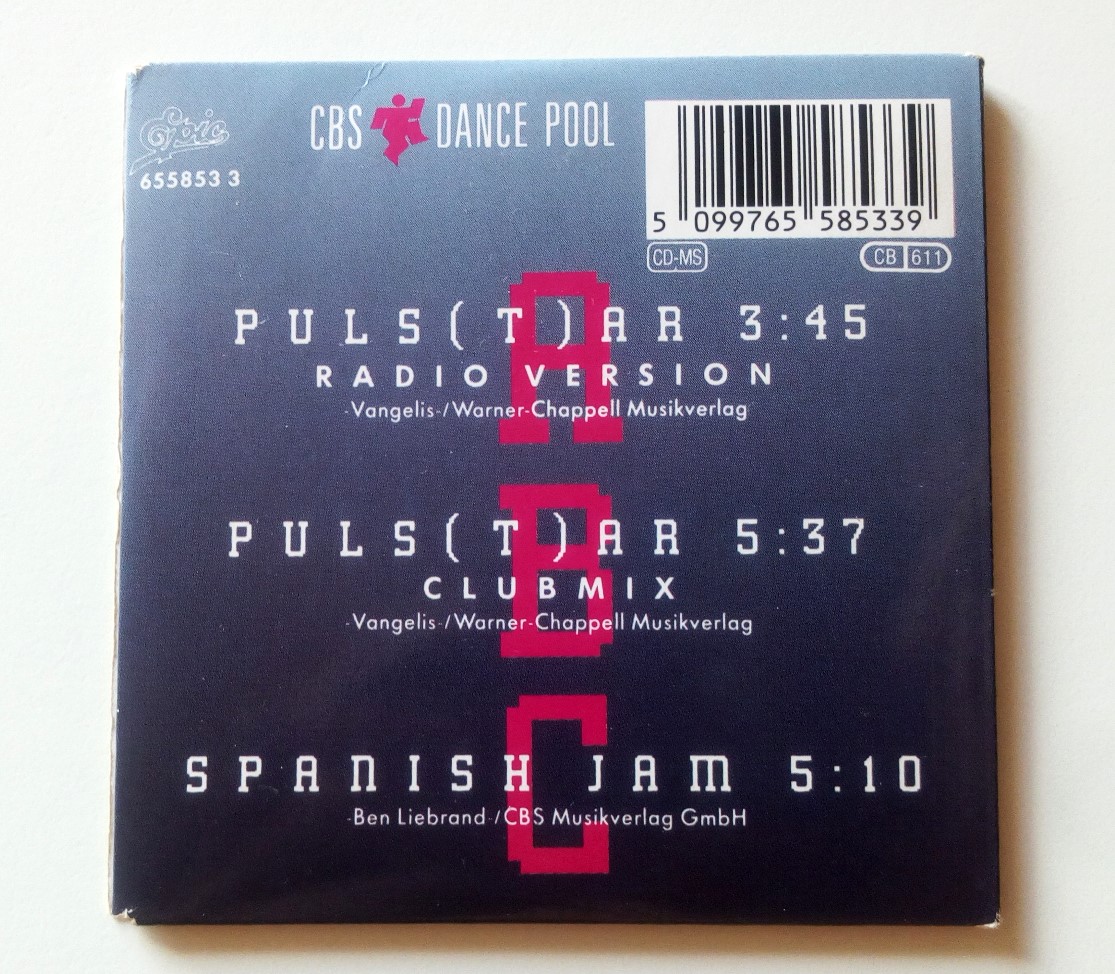 Epic
655853 3
CBS DANCE POOL
5 099765 585339
CD-MS
CB 611
A
PULS(T)AR 3:45
RADIO VERSION
-Vangelis-/Warner-Chappell Musikverlag
B
PULS(T)AR 5:37
CLUBMIX
-Vangelis-/Warner-Chappell Musikverlag
C
SPANISH JAM 5:10
-Ben Liebrand-/CBS Musikverlag GmbH